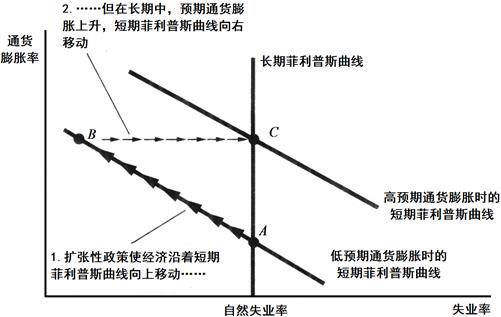 2. ……但在长期中，预期通货膨
胀上升，短期菲利普斯曲线向右
移动
通货
膨胀率
长期菲利普斯曲线
B
C
高预期通货膨胀时的
短期菲利普斯曲线
A
1. 扩张性政策使经济沿着短期
菲利普斯曲线向上移动……
低预期通货膨胀时的
短期菲利普斯曲线
自然失业率
失业率